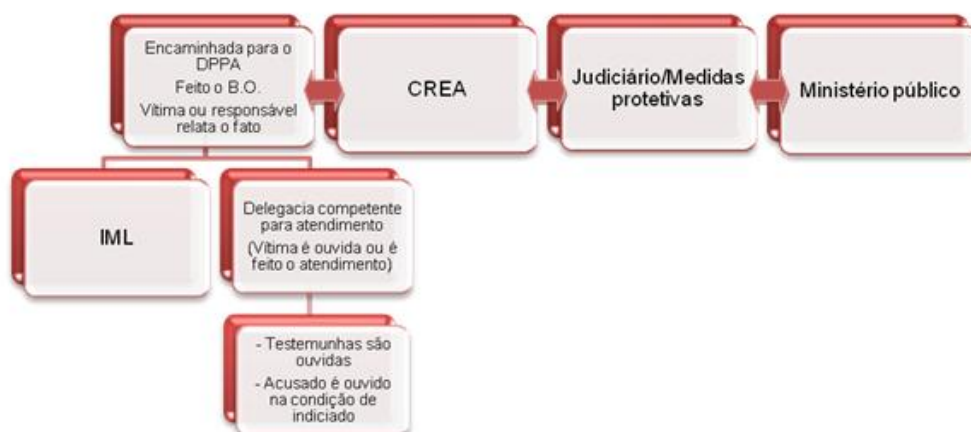 Encaminhada para o
DPPA
Feito o B.O.
Vítima ou responsável
relata o fato
CREA
Judiciário/Medidas
protetivas
Ministério público
IML
Delegacia competente
para atendimento
(Vítima é ouvida ou é
feito o atendimento)
- Testemunhas são
ouvidas
- Acusado é ouvido
na condição de
indiciado